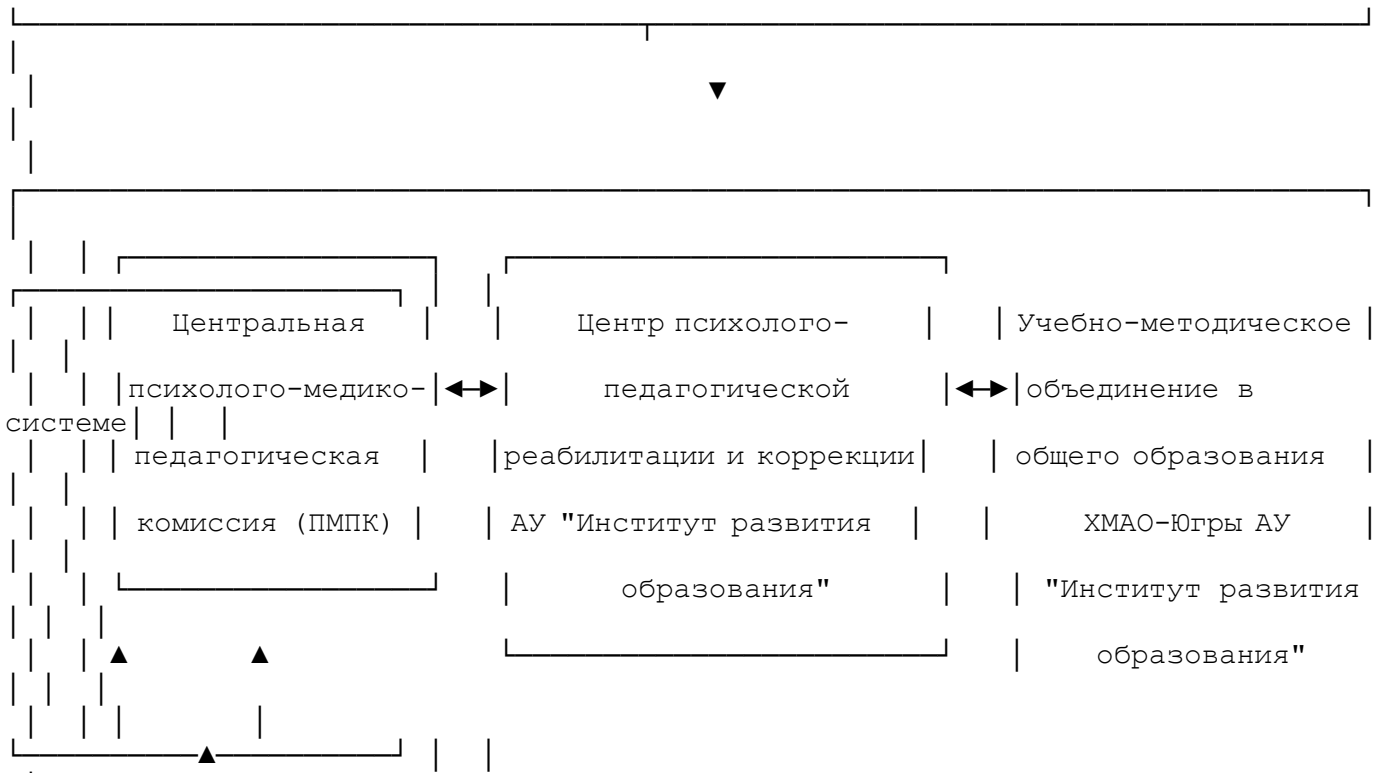 Центральная Центр психолого- Учебно-методическое
психолого-медико- педагогической объединение в
системе
педагогическая реабилитации и коррекции общего образования
комиссия (ПМПК) АУ "Институт развития ХМАО-Югры АУ
образования" "Институт развития
образования"